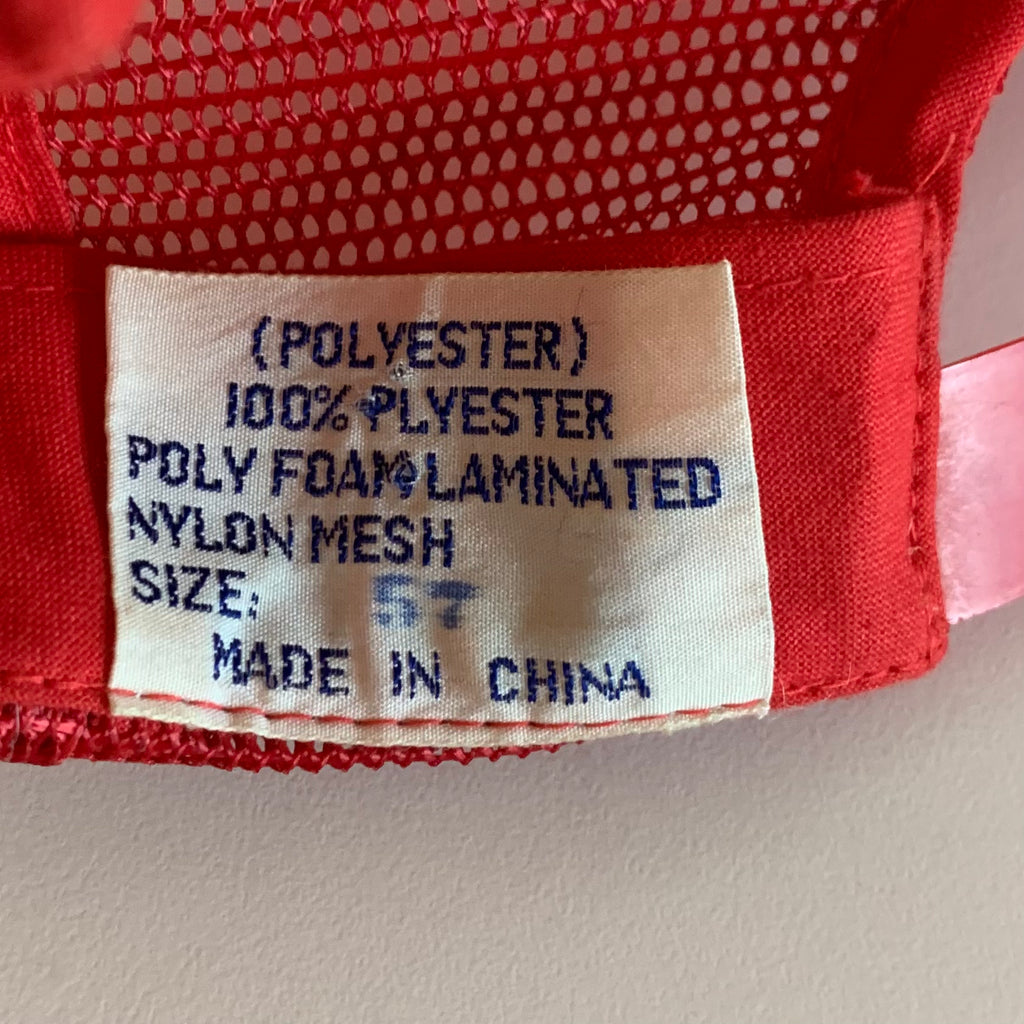 (POLYESTER)
100% PLYESTER
POLY FOAM LAMINATED
NYLON MESH
SIZE: 57
MADE IN CHINA